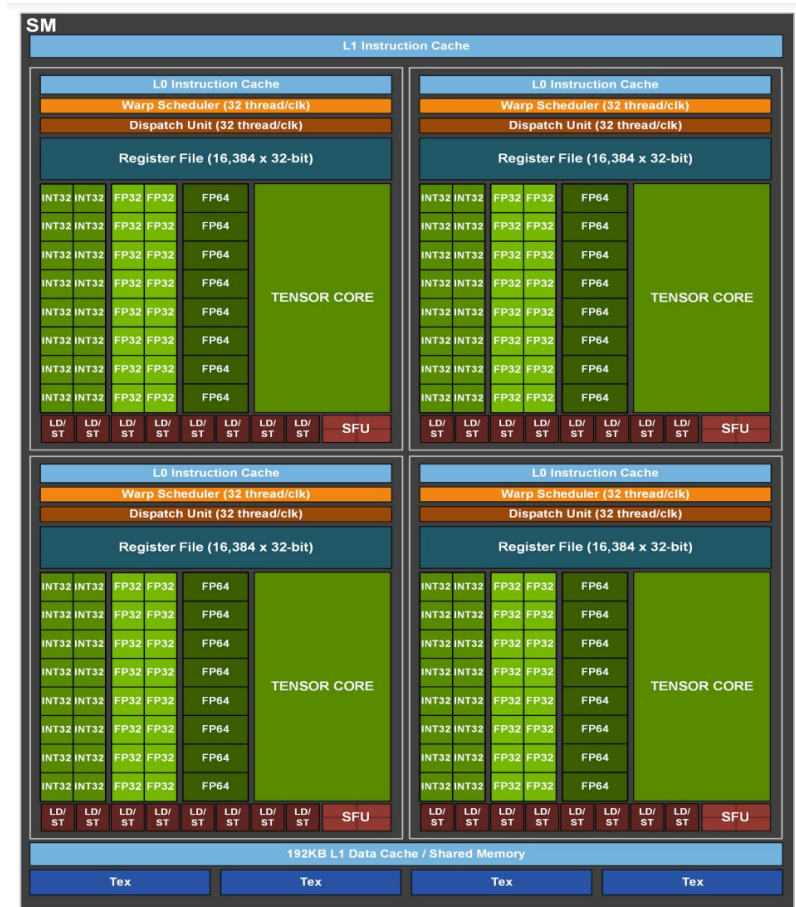 SM
L1 Instruction Cache
L0 Instruction Cache
Warp Scheduler (32 thread/clk)
Dispatch Unit (32 thread/clk)
Register File (16,384 x 32-bit)
INT32 INT32 FP32 FP32 FP64
INT32 INT32 FP32 FP32 FP64
INT32 INT32 FP32 FP32 FP64
INT32 INT32 FP32 FP32 FP64
TENSOR CORE
INT32 INT32 FP32 FP32 FP64
INT32 INT32 FP32 FP32 FP64
INT32 INT32 FP32 FP32 FP64
INT32 INT32 FP32 FP32 FP64
LD/ LD/ LD/ LD/ LD/ LD/ LD/ LD/
ST ST ST ST ST ST ST ST
SFU
L0 Instruction Cache
Warp Scheduler (32 thread/clk)
Dispatch Unit (32 thread/clk)
Register File (16,384 x 32-bit)
INT32 INT32 FP32 FP32 FP64
INT32 INT32 FP32 FP32 FP64
INT32 INT32 FP32 FP32 FP64
INT32 INT32 FP32 FP32 FP64
TENSOR CORE
INT32 INT32 FP32 FP32 FP64
INT32 INT32 FP32 FP32 FP64
INT32 INT32 FP32 FP32 FP64
INT32 INT32 FP32 FP32 FP64
LD/ LD/ LD/ LD/ LD/ LD/ LD/ LD/
ST ST ST ST ST ST ST ST
SFU
L0 Instruction Cache
Warp Scheduler (32 thread/clk)
Dispatch Unit (32 thread/clk)
Register File (16,384 x 32-bit)
INT32 INT32 FP32 FP32 FP64
INT32 INT32 FP32 FP32 FP64
INT32 INT32 FP32 FP32 FP64
INT32 INT32 FP32 FP32 FP64
TENSOR CORE
INT32 INT32 FP32 FP32 FP64
INT32 INT32 FP32 FP32 FP64
INT32 INT32 FP32 FP32 FP64
INT32 INT32 FP32 FP32 FP64
LD/ LD/ LD/ LD/ LD/ LD/ LD/ LD/
ST ST ST ST ST ST ST ST
SFU
L0 Instruction Cache
Warp Scheduler (32 thread/clk)
Dispatch Unit (32 thread/clk)
Register File (16,384 x 32-bit)
INT32 INT32 FP32 FP32 FP64
INT32 INT32 FP32 FP32 FP64
INT32 INT32 FP32 FP32 FP64
INT32 INT32 FP32 FP32 FP64
TENSOR CORE
INT32 INT32 FP32 FP32 FP64
INT32 INT32 FP32 FP32 FP64
INT32 INT32 FP32 FP32 FP64
INT32 INT32 FP32 FP32 FP64
LD/ LD/ LD/ LD/ LD/ LD/ LD/ LD/
ST ST ST ST ST ST ST ST
SFU
192KB L1 Data Cache / Shared Memory
Tex Tex Tex Tex